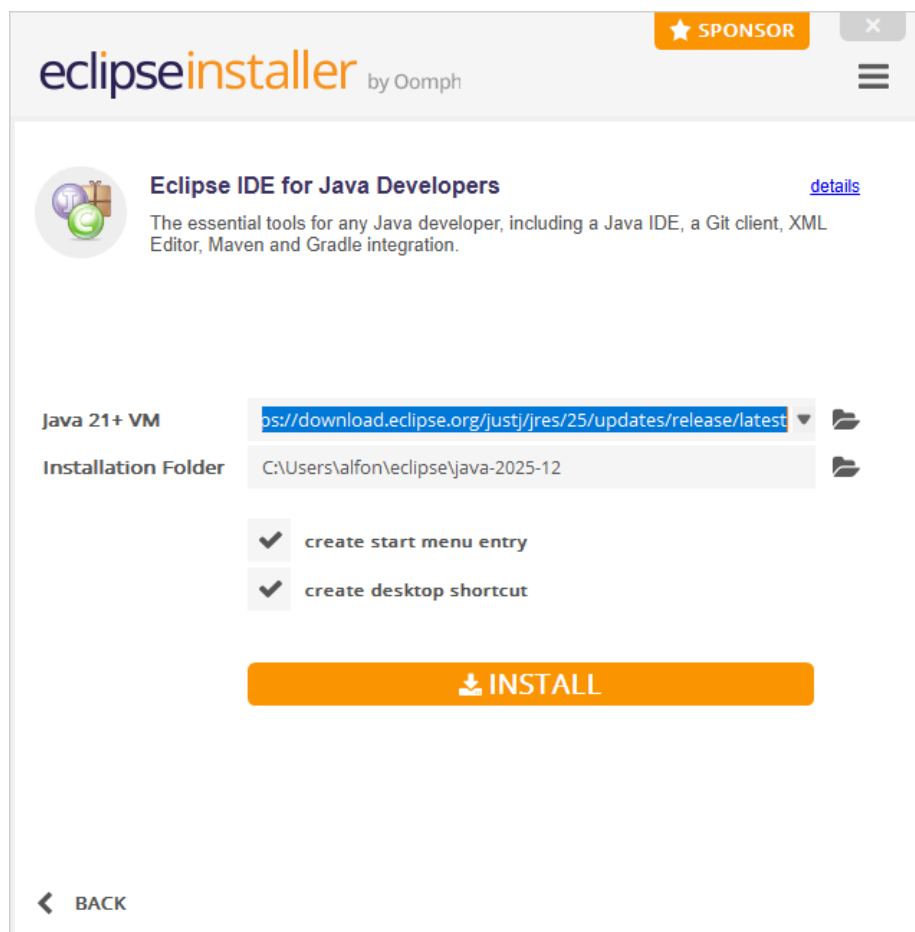 SPONSOR
eclipseinstaller by Oomph
Eclipse IDE for Java Developers
details
The essential tools for any Java developer, including a Java IDE, a Git client, XML
Editor, Maven and Gradle integration.
Java 21+ VM
ps://download.eclipse.org/justj/jres/25/updates/release/latest
Installation Folder
C:\Users\alfon\eclipse\java-2025-12
create start menu entry
create desktop shortcut
INSTALL
BACK